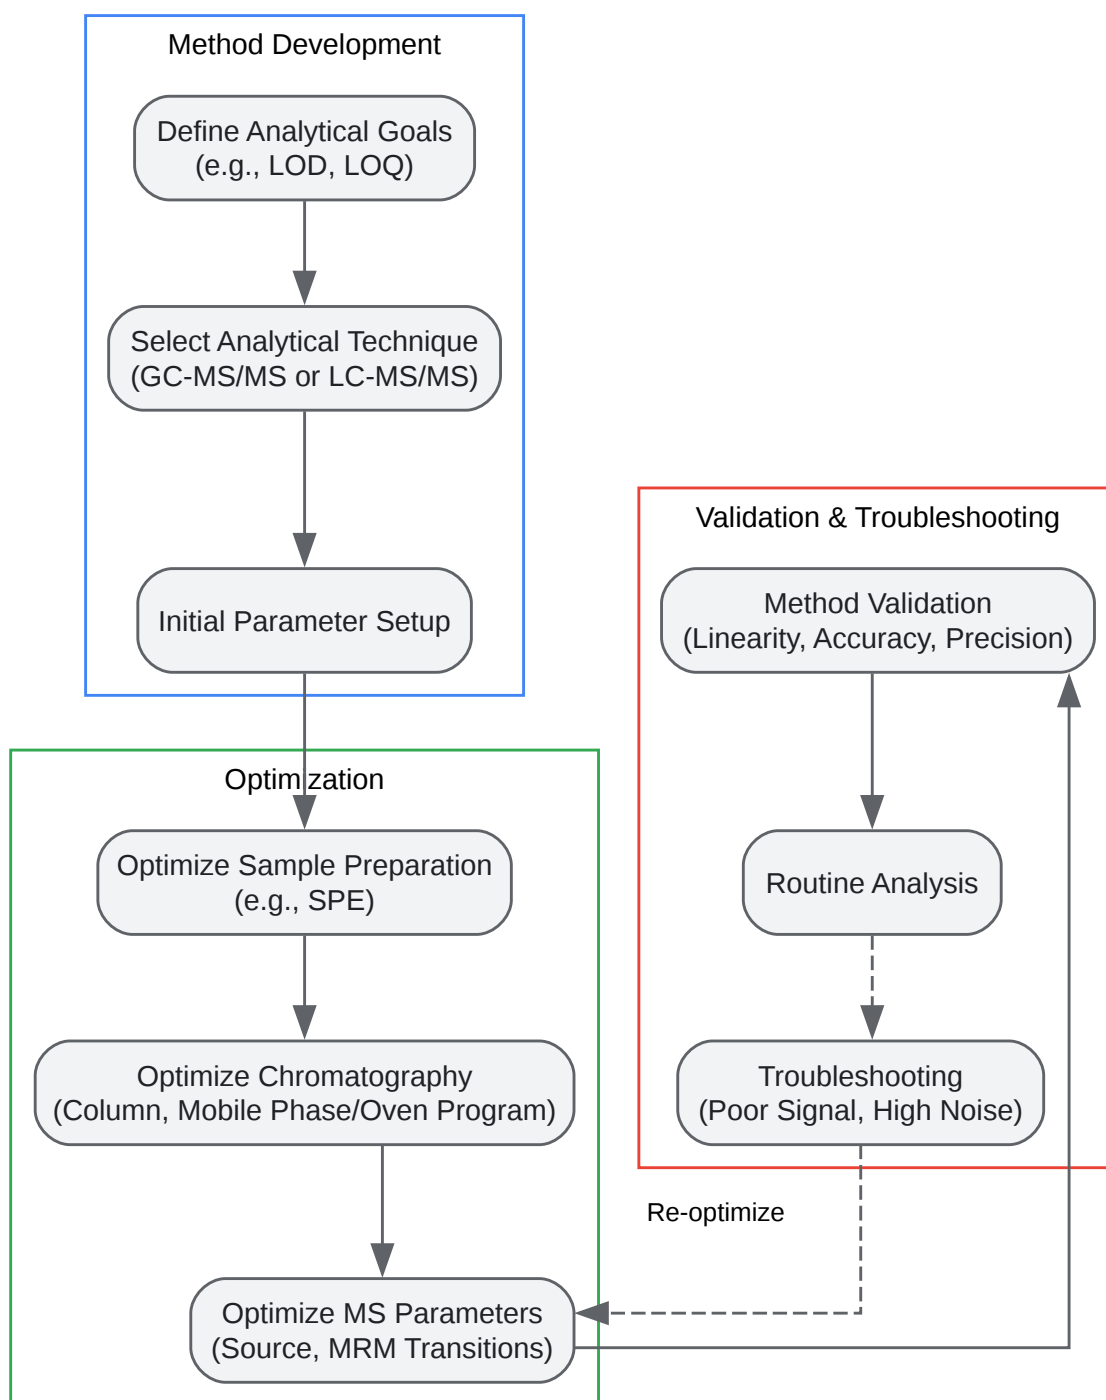 Method Development
Define Analytical Goals
(e.g., LOD, LOQ)
Select Analytical Technique
(GC-MS/MS or LC-MS/MS)
Initial Parameter Setup
Optimization
Optimize Sample Preparation
(e.g., SPE)
Optimize Chromatography
(Column, Mobile Phase/Oven Program)
Optimize MS Parameters
(Source, MRM Transitions)
Validation & Troubleshooting
Method Validation
(Linearity, Accuracy, Precision)
Routine Analysis
Troubleshooting
(Poor Signal, High Noise)
Re-optimize